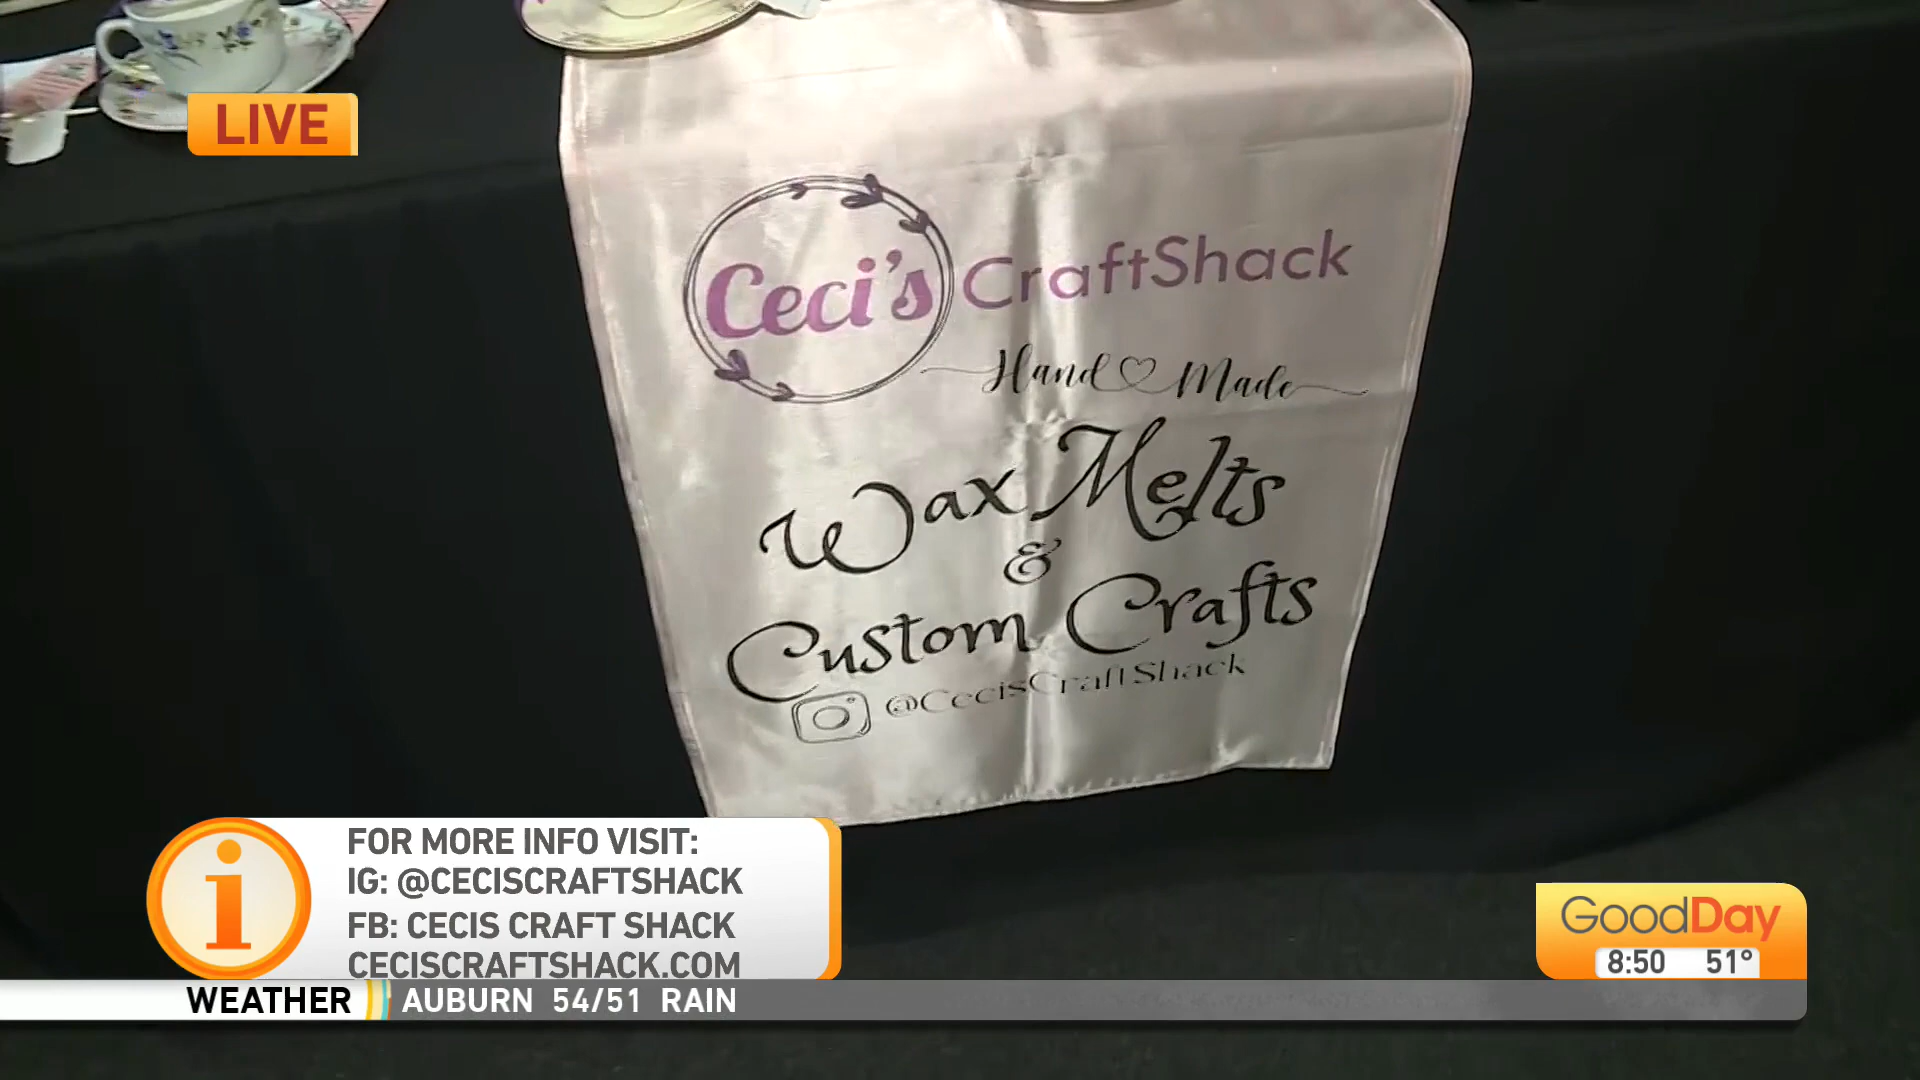 LIVE
Ceci's CraftShack
Hand Made
Wax Melts
&
Custom Crafts
@CecisCraftShack
FOR MORE INFO VISIT:
IG: @CECISCRAFTSHACK
FB: CECIS CRAFT SHACK
CECISCRAFTSHACK.COM
GoodDay
8:50 51°
WEATHER AUBURN 54/51 RAIN